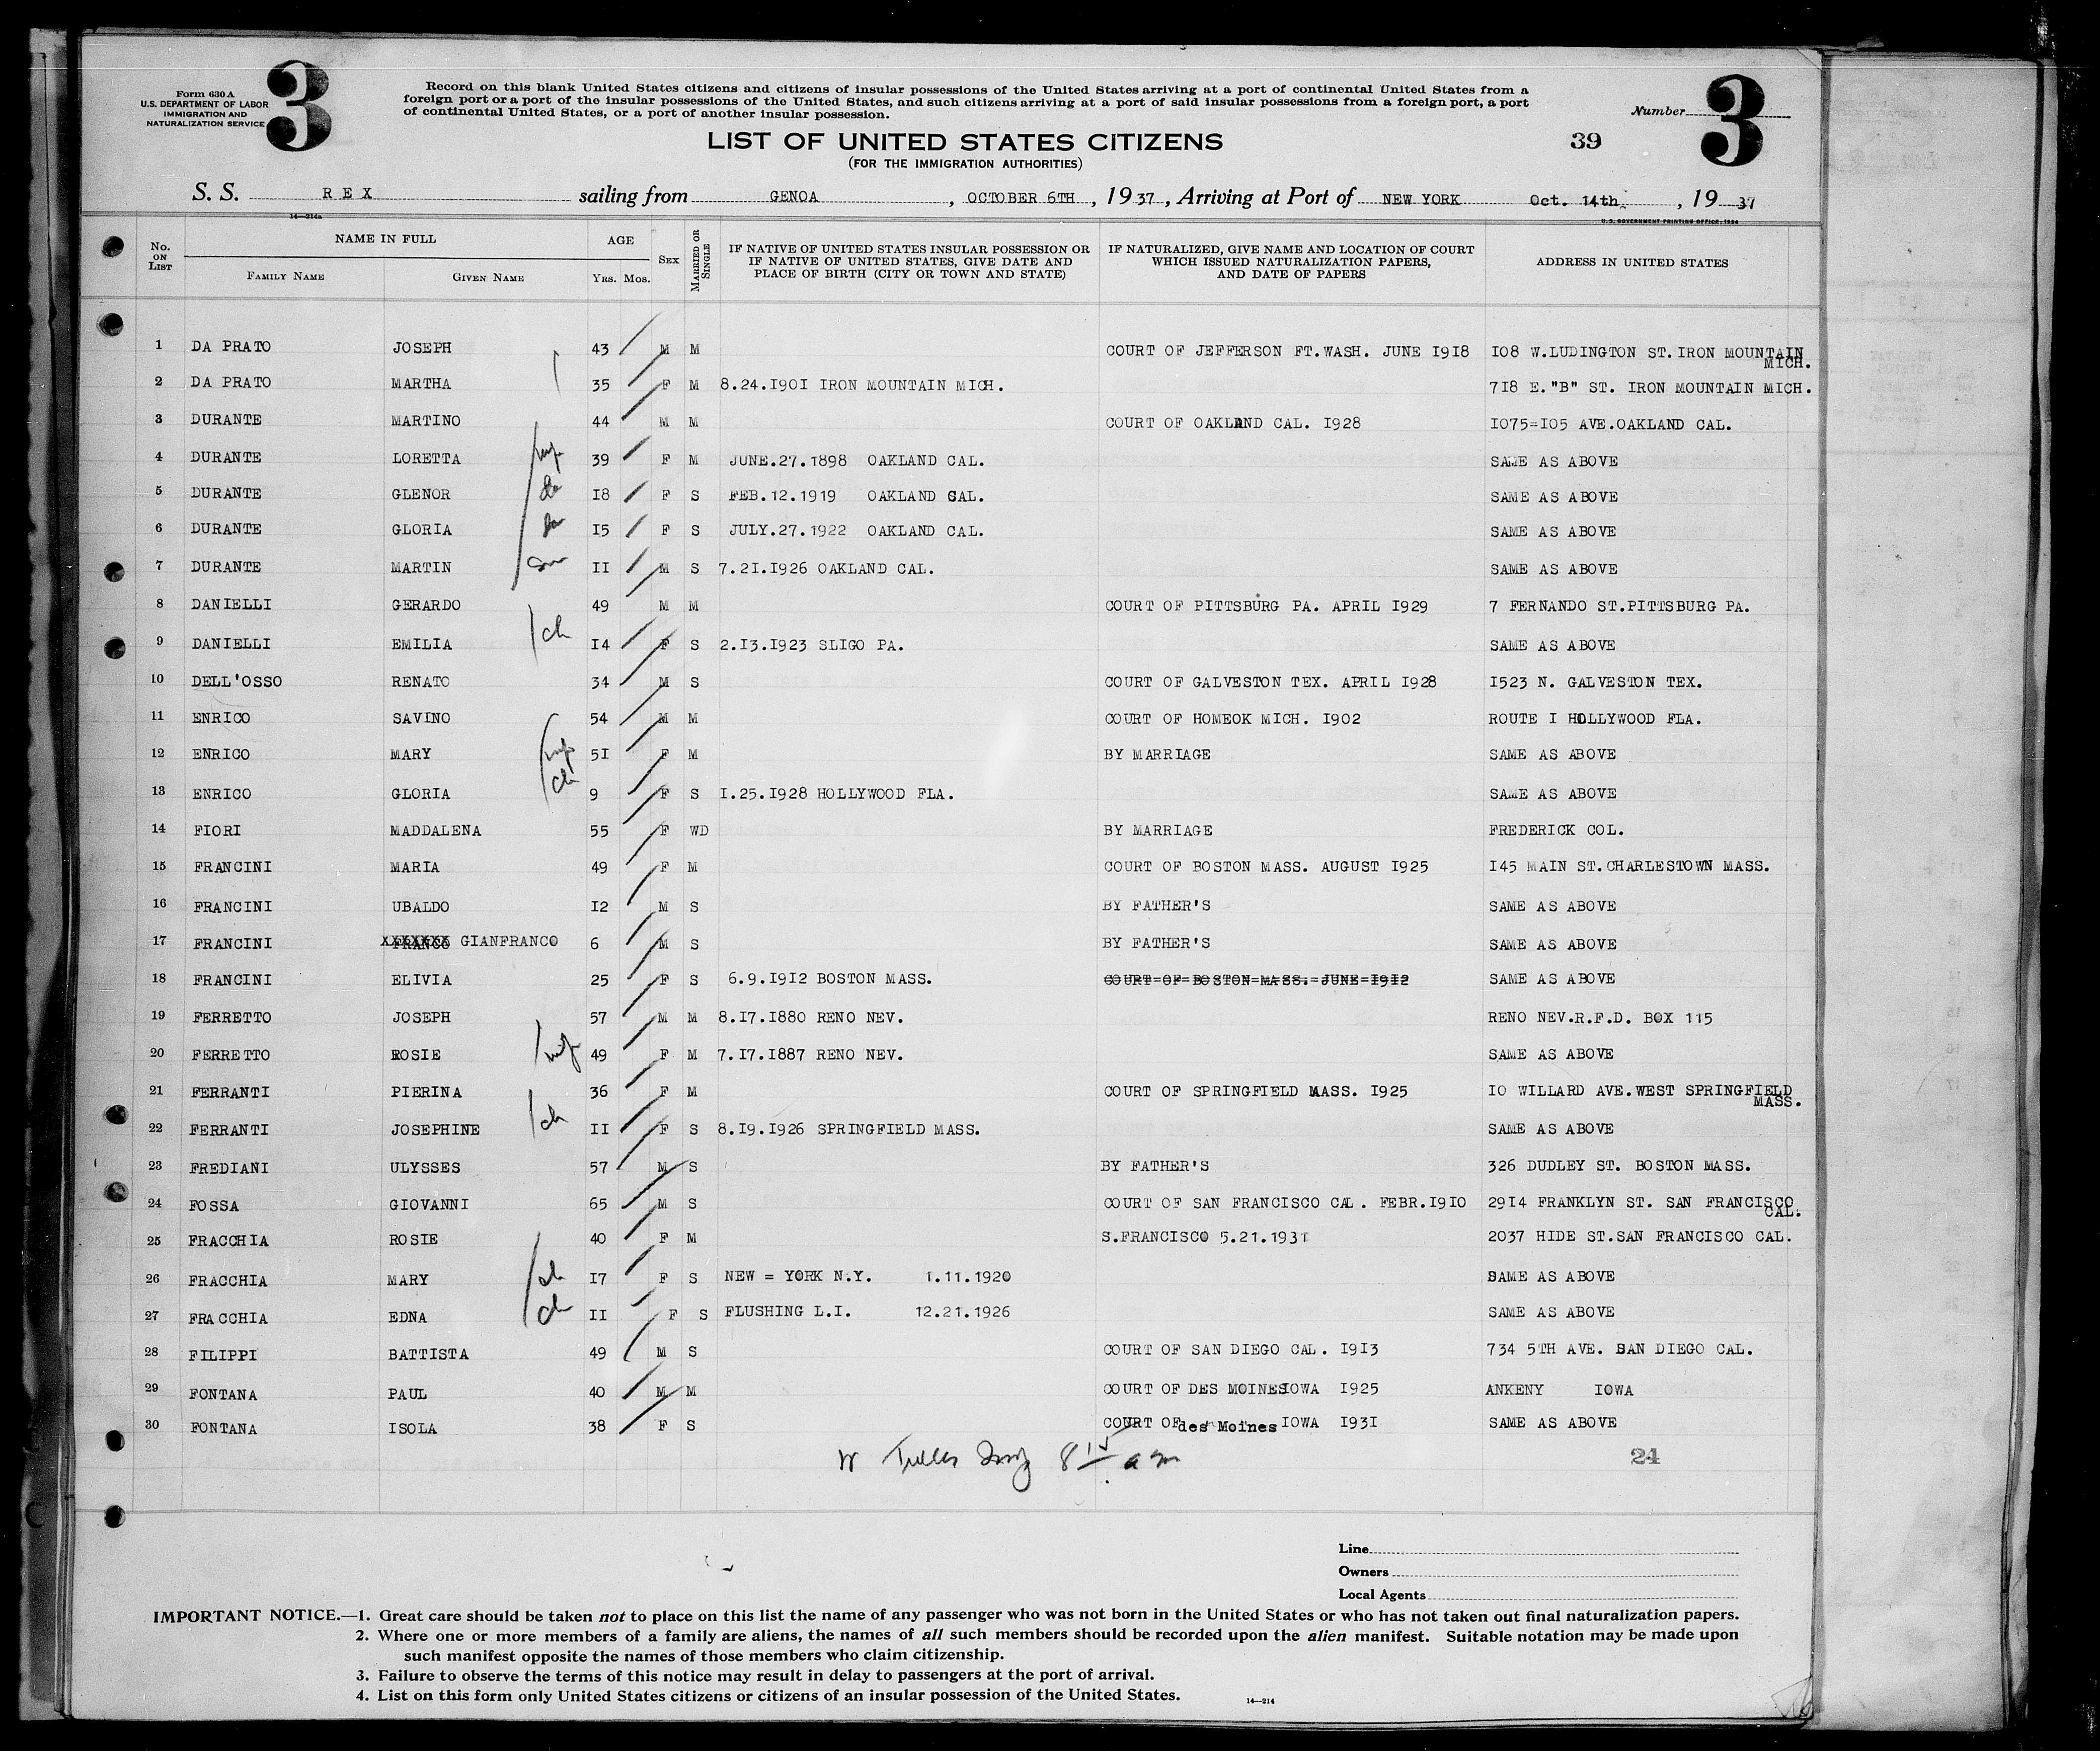 Form 630 A
U.S. DEPARTMENT OF LABOR
IMMIGRATION AND
NATURALIZATION SERVICE
3
Record on this blank United States citizens and citizens of insular possessions of the United States arriving at a port of continental United States from a
foreign port or a port of the insular possessions of the United States, and such citizens arriving at a port of said insular possessions from a foreign port, a port
of continental United States, or a port of another insular possession.
Number 3
LIST OF UNITED STATES CITIZENS
39
(FOR THE IMMIGRATION AUTHORITIES)
S. S. REX sailing from GENOA, OCTOBER 6TH, 1937, Arriving at Port of NEW YORK Oct. 14th, 1937
14—214a
U.S. GOVERNMENT PRINTING OFFICE: 1934
No. ON LIST NAME IN FULL FAMILY NAME GIVEN NAME AGE YRS. MOS. SEX MARRIED OR SINGLE IF NATIVE OF UNITED STATES INSULAR POSSESSION OR IF NATIVE OF UNITED STATES, GIVE DATE AND PLACE OF BIRTH (CITY OR TOWN AND STATE) IF NATURALIZED, GIVE NAME AND LOCATION OF COURT WHICH ISSUED NATURALIZATION PAPERS, AND DATE OF PAPERS ADDRESS IN UNITED STATES
1 DA PRATO JOSEPH 43 M M COURT OF JEFFERSON FT.WASH. JUNE 1918 108 W.LUDINGTON ST.IRON MOUNTAIN MICH.
2 DA PRATO MARTHA 35 F M 8.24.1901 IRON MOUNTAIN MICH. 718 E."B" ST. IRON MOUNTAIN MICH.
3 DURANTE MARTINO 44 M M COURT OF OAKLAND CAL. 1928 1075=105 AVE.OAKLAND CAL.
4 DURANTE LORETTA wife 39 F M JUNE.27.1898 OAKLAND CAL. SAME AS ABOVE
5 DURANTE GLENOR da 18 F S FEB.12.1919 OAKLAND CAL. SAME AS ABOVE
6 DURANTE GLORIA da 15 F S JULY.27.1922 OAKLAND CAL. SAME AS ABOVE
7 DURANTE MARTIN son 11 M S 7.21.1926 OAKLAND CAL. SAME AS ABOVE
8 DANIELLI GERARDO 49 M M COURT OF PITTSBURG PA. APRIL 1929 7 FERNANDO ST.PITTSBURG PA.
9 DANIELLI EMILIA ch 14 F S 2.13.1923 SLIGO PA. SAME AS ABOVE
10 DELL'OSSO RENATO 34 M S COURT OF GALVESTON TEX. APRIL 1928 1523 N. GALVESTON TEX.
11 ENRICO SAVINO 54 M M COURT OF HOMEOK MICH. 1902 ROUTE I HOLLYWOOD FLA.
12 ENRICO MARY wife 51 F M BY MARRIAGE SAME AS ABOVE
13 ENRICO GLORIA ch 9 F S 1.25.1928 HOLLYWOOD FLA. SAME AS ABOVE
14 FIORI MADDALENA 55 F WD BY MARRIAGE FREDERICK COL.
15 FRANCINI MARIA 49 F M COURT OF BOSTON MASS. AUGUST 1925 145 MAIN ST.CHARLESTOWN MASS.
16 FRANCINI UBALDO 12 M S BY FATHER'S SAME AS ABOVE
17 FRANCINI FRANCO GIANFRANCO 6 M S BY FATHER'S SAME AS ABOVE
18 FRANCINI ELIVIA 25 F S 6.9.1912 BOSTON MASS. COURT=OF=BOSTON=MASS.=JUNE=1912 SAME AS ABOVE
19 FERRETTO JOSEPH 57 M M 8.17.1880 RENO NEV. RENO NEV.R.F.D. BOX 115
20 FERRETTO ROSIE wife 49 F M 7.17.1887 RENO NEV. SAME AS ABOVE
21 FERRANTI PIERINA 36 F M COURT OF SPRINGFIELD MASS. 1925 10 WILLARD AVE.WEST SPRINGFIELD MASS.
22 FERRANTI JOSEPHINE ch 11 F S 8.19.1926 SPRINGFIELD MASS. SAME AS ABOVE
23 FREDIANI ULYSSES 57 M S BY FATHER'S 326 DUDLEY ST. BOSTON MASS.
24 FOSSA GIOVANNI 65 M S COURT OF SAN FRANCISCO CAL. FEBR.1910 2914 FRANKLYN ST. SAN FRANCISCO CAL.
25 FRACCHIA ROSIE 40 F M S.FRANCISCO 5.21.1931 2037 HIDE ST.SAN FRANCISCO CAL.
26 FRACCHIA MARY ch 17 F S NEW = YORK N.Y. 1.11.1920 SAME AS ABOVE
27 FRACCHIA EDNA ch 11 F S FLUSHING L.I. 12.21.1926 SAME AS ABOVE
28 FILIPPI BATTISTA 49 M S COURT OF SAN DIEGO CAL. 1913 734 5TH AVE. SAN DIEGO CAL.
29 FONTANA PAUL 40 M M COURT OF DES MOINES IOWA 1925 ANKENY IOWA
30 FONTANA ISOLA 38 F S COURT OF des Moines IOWA 1931 SAME AS ABOVE
8 15 am
24
Line
Owners
Local Agents
IMPORTANT NOTICE.—1. Great care should be taken not to place on this list the name of any passenger who was not born in the United States or who has not taken out final naturalization papers.
2. Where one or more members of a family are aliens, the names of all such members should be recorded upon the alien manifest. Suitable notation may be made upon
such manifest opposite the names of those members who claim citizenship.
3. Failure to observe the terms of this notice may result in delay to passengers at the port of arrival.
4. List on this form only United States citizens or citizens of an insular possession of the United States.
14—214